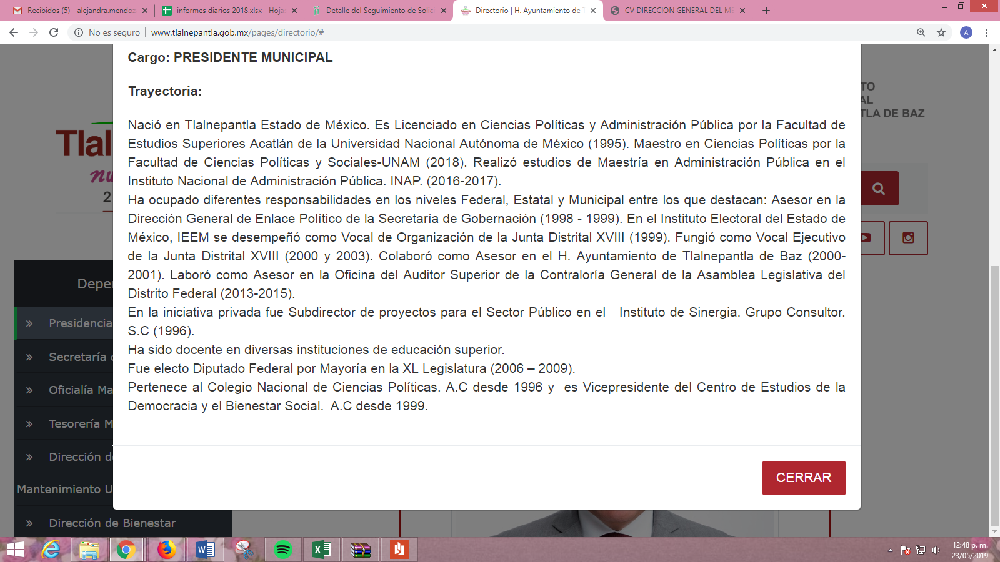 Recibidos (5) - alejandra.mendoz
informes diarios 2018.xlsx - Hoja
Detalle del Seguimiento de Solic
Directorio | H. Ayuntamiento de T
CV DIRECCION GENERAL DEL ME
No es seguro
www.tlalnepantla.gob.mx/pages/directorio/#
A
Cargo: PRESIDENTE MUNICIPAL
Trayectoria:
Nació en Tlalnepantla Estado de México. Es Licenciado en Ciencias Políticas y Administración Pública por la Facultad de
Estudios Superiores Acatlán de la Universidad Nacional Autónoma de México (1995). Maestro en Ciencias Políticas por la
Facultad de Ciencias Políticas y Sociales-UNAM (2018). Realizó estudios de Maestría en Administración Pública en el
Instituto Nacional de Administración Pública. INAP. (2016-2017).
Ha ocupado diferentes responsabilidades en los niveles Federal, Estatal y Municipal entre los que destacan: Asesor en la
Dirección General de Enlace Político de la Secretaría de Gobernación (1998 - 1999). En el Instituto Electoral del Estado de
México, IEEM se desempeñó como Vocal de Organización de la Junta Distrital XVIII (1999). Fungió como Vocal Ejecutivo
de la Junta Distrital XVIII (2000 y 2003). Colaboró como Asesor en el H. Ayuntamiento de Tlalnepantla de Baz (2000-
2001). Laboró como Asesor en la Oficina del Auditor Superior de la Contraloría General de la Asamblea Legislativa del
Distrito Federal (2013-2015).
En la iniciativa privada fue Subdirector de proyectos para el Sector Público en el Instituto de Sinergia. Grupo Consultor.
S.C (1996).
Ha sido docente en diversas instituciones de educación superior.
Fue electo Diputado Federal por Mayoría en la XL Legislatura (2006 – 2009).
Pertenece al Colegio Nacional de Ciencias Políticas. A.C desde 1996 y es Vicepresidente del Centro de Estudios de la
Democracia y el Bienestar Social. A.C desde 1999.
CERRAR
Tlal
nu
2
TO
AL
TLA DE BAZ
Depe
Presidencia
Secretaría
Oficialía Ma
Tesorería M
Dirección d
Mantenimiento U
Dirección de Bienestar
12:48 p. m.
23/05/2019